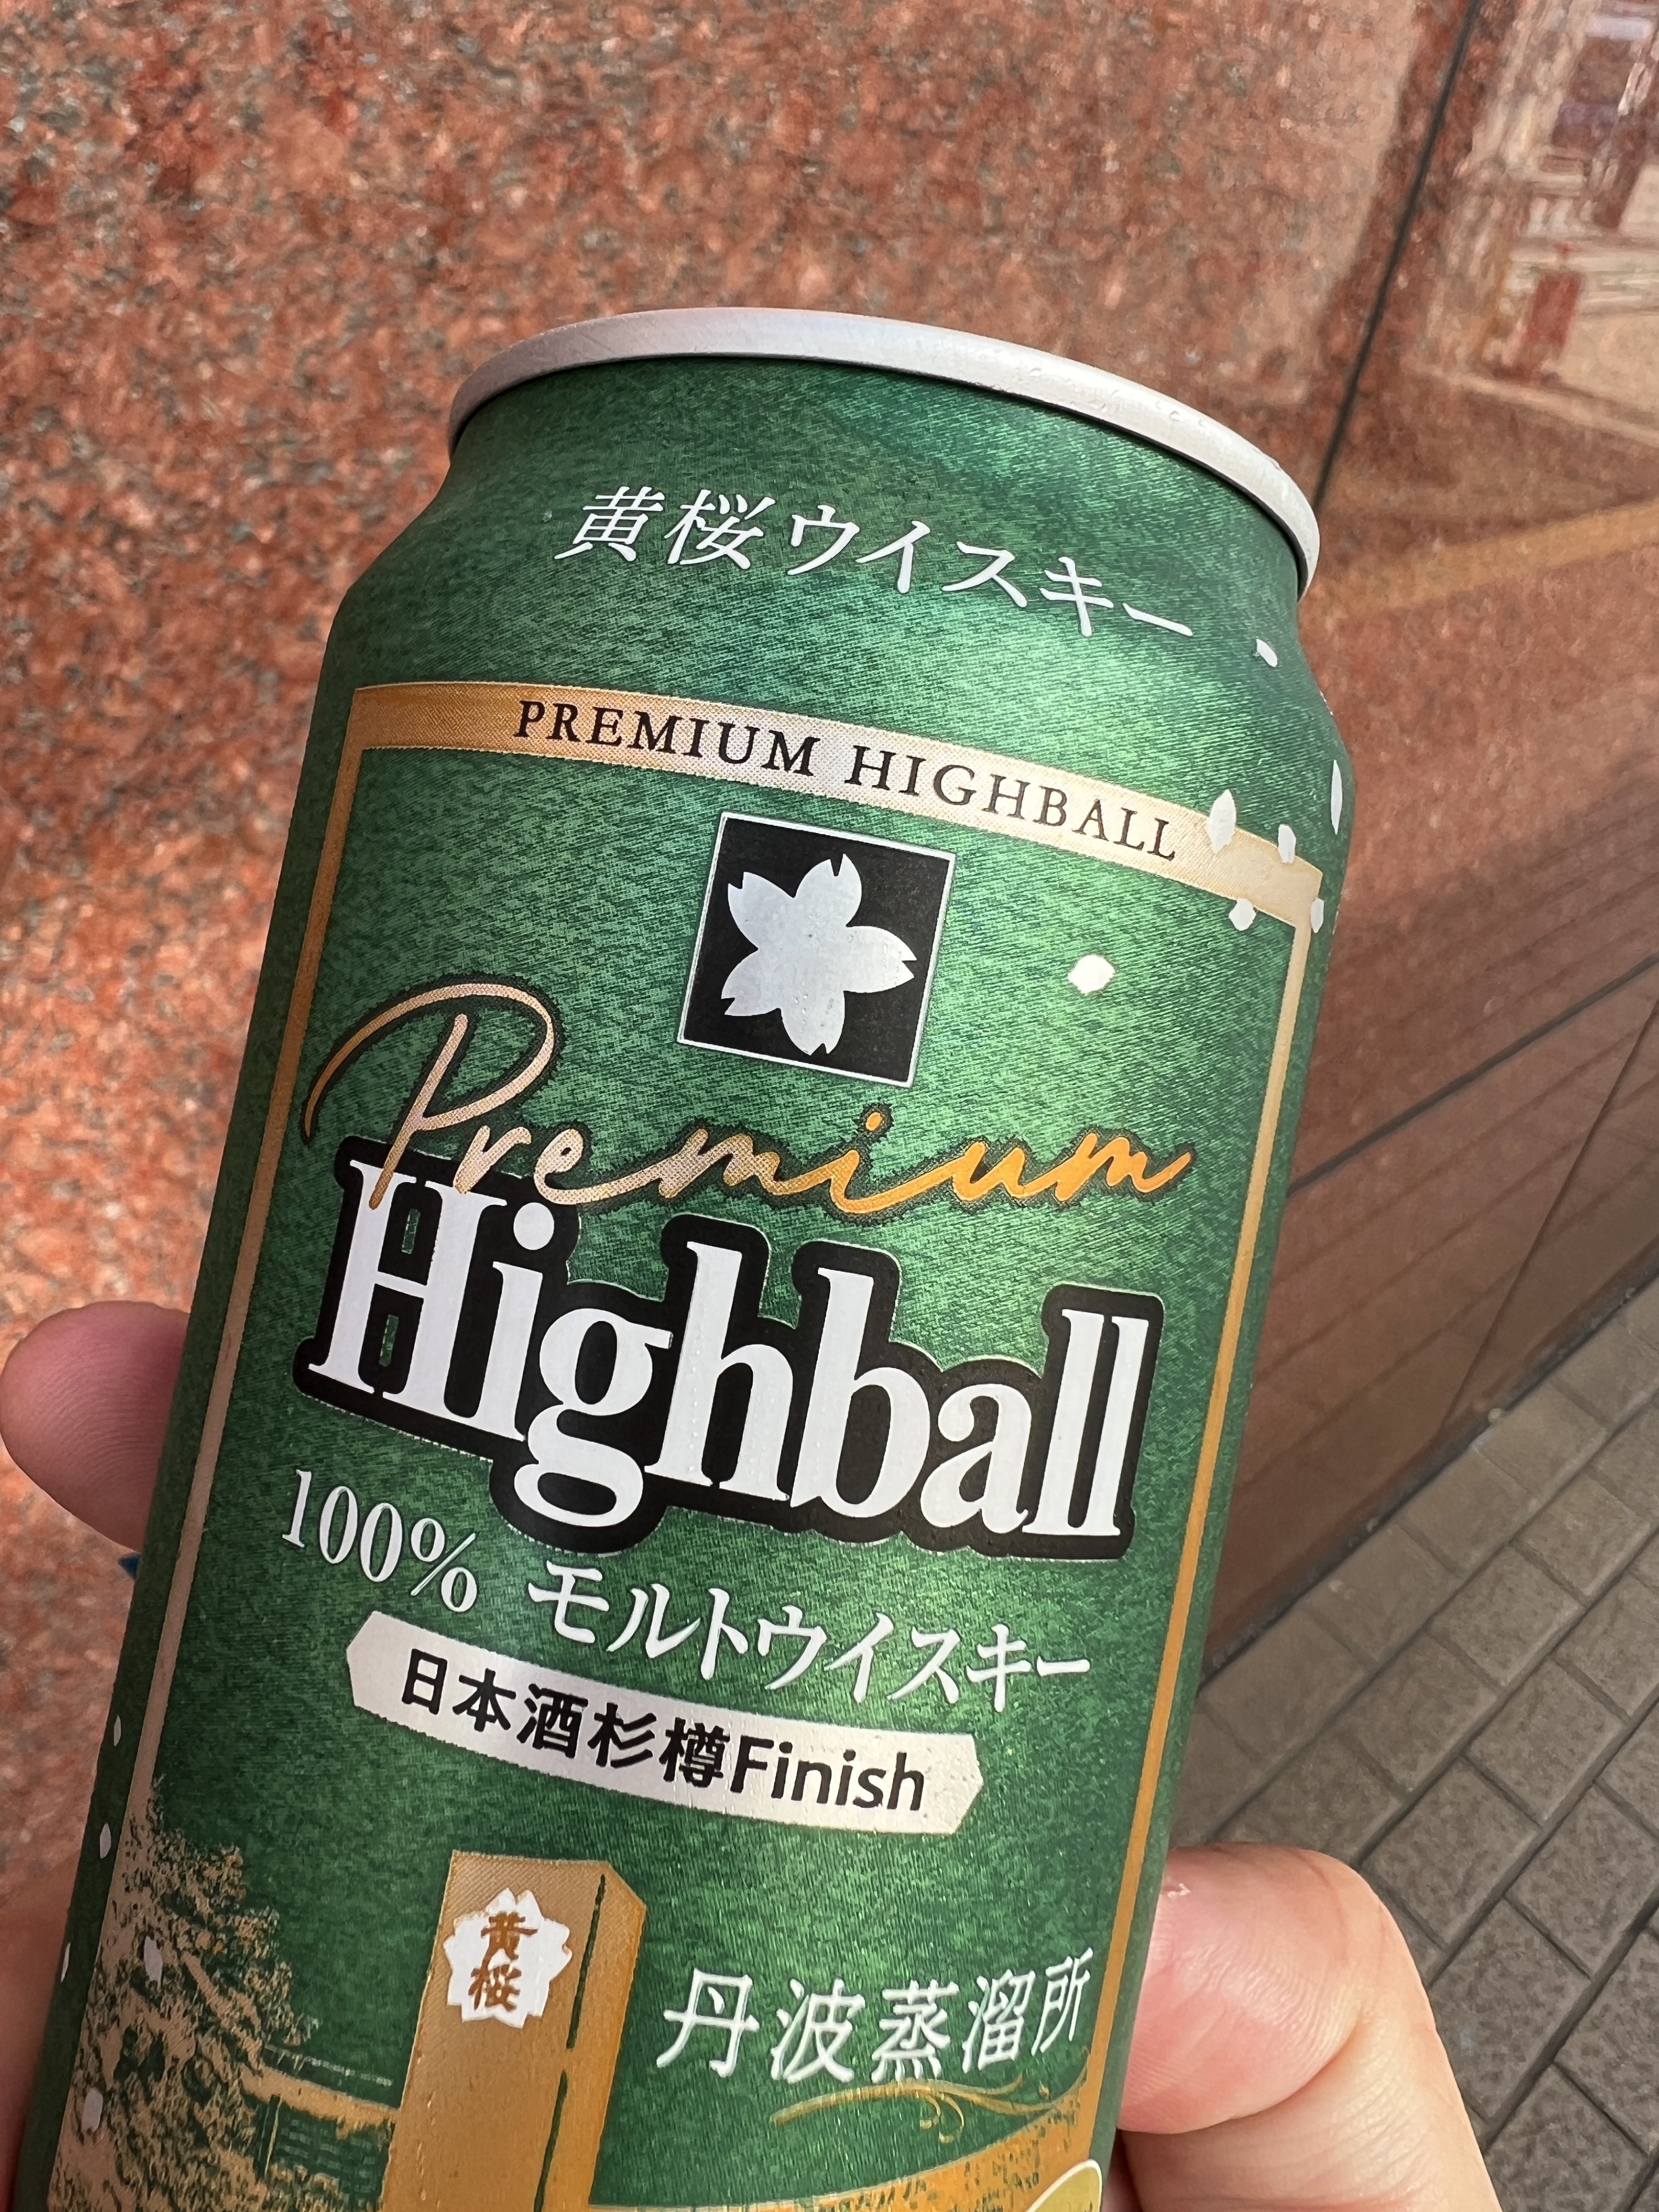 黄桜ウイスキー
PREMIUM HIGHBALL
Premium
Highball
100% モルトウイスキー
日本酒杉樽Finish
黄桜
丹波蒸溜所